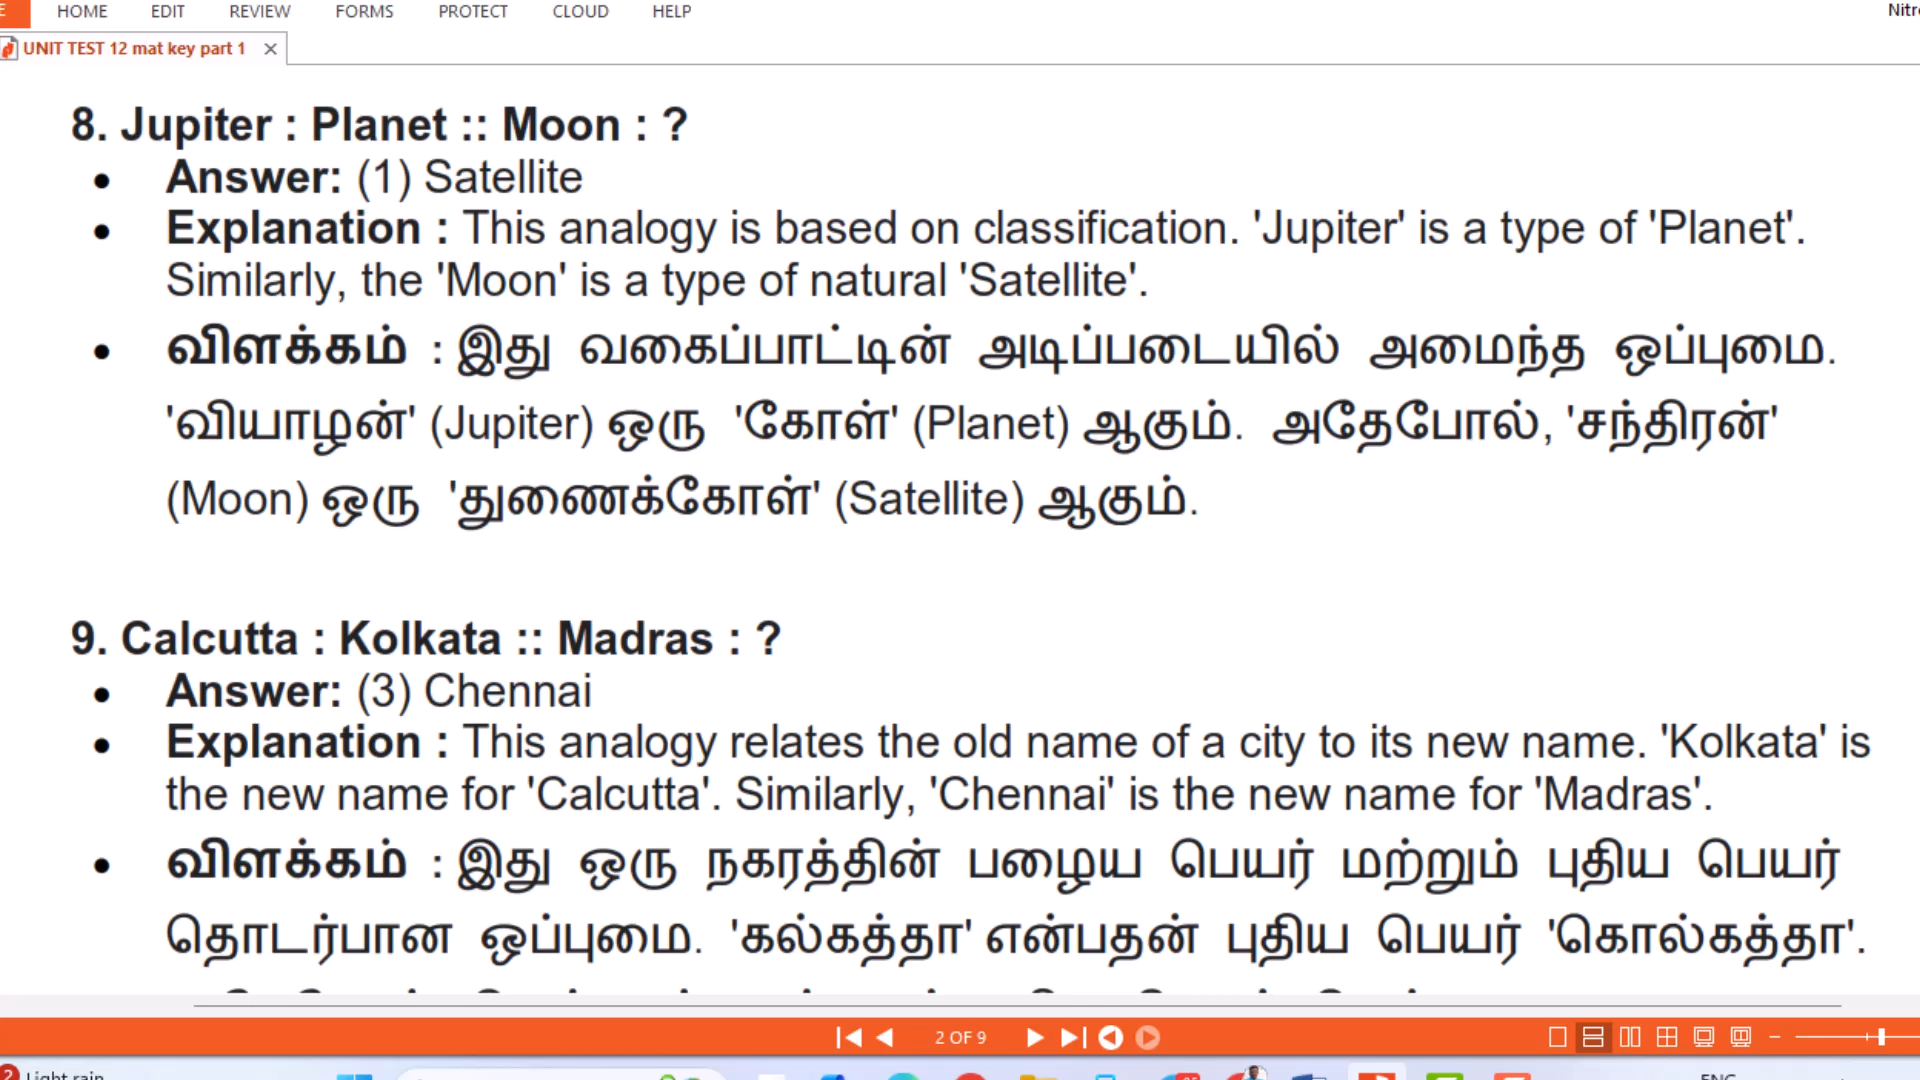 HOME EDIT REVIEW FORMS PROTECT CLOUD HELP
UNIT TEST 12 mat key part 1
8. Jupiter : Planet :: Moon : ?
• Answer: (1) Satellite
• Explanation : This analogy is based on classification. 'Jupiter' is a type of 'Planet'.
Similarly, the 'Moon' is a type of natural 'Satellite'.
• விளக்கம் : இது வகைப்பாட்டின் அடிப்படையில் அமைந்த ஒப்புமை.
'வியாழன்' (Jupiter) ஒரு 'கோள்' (Planet) ஆகும். அதேபோல், 'சந்திரன்'
(Moon) ஒரு 'துணைக்கோள்' (Satellite) ஆகும்.
9. Calcutta : Kolkata :: Madras : ?
• Answer: (3) Chennai
• Explanation : This analogy relates the old name of a city to its new name. 'Kolkata' is
the new name for 'Calcutta'. Similarly, 'Chennai' is the new name for 'Madras'.
• விளக்கம் : இது ஒரு நகரத்தின் பழைய பெயர் மற்றும் புதிய பெயர்
தொடர்பான ஒப்புமை. 'கல்கத்தா' என்பதன் புதிய பெயர் 'கொல்கத்தா'.
2 OF 9
Light rain
ENG